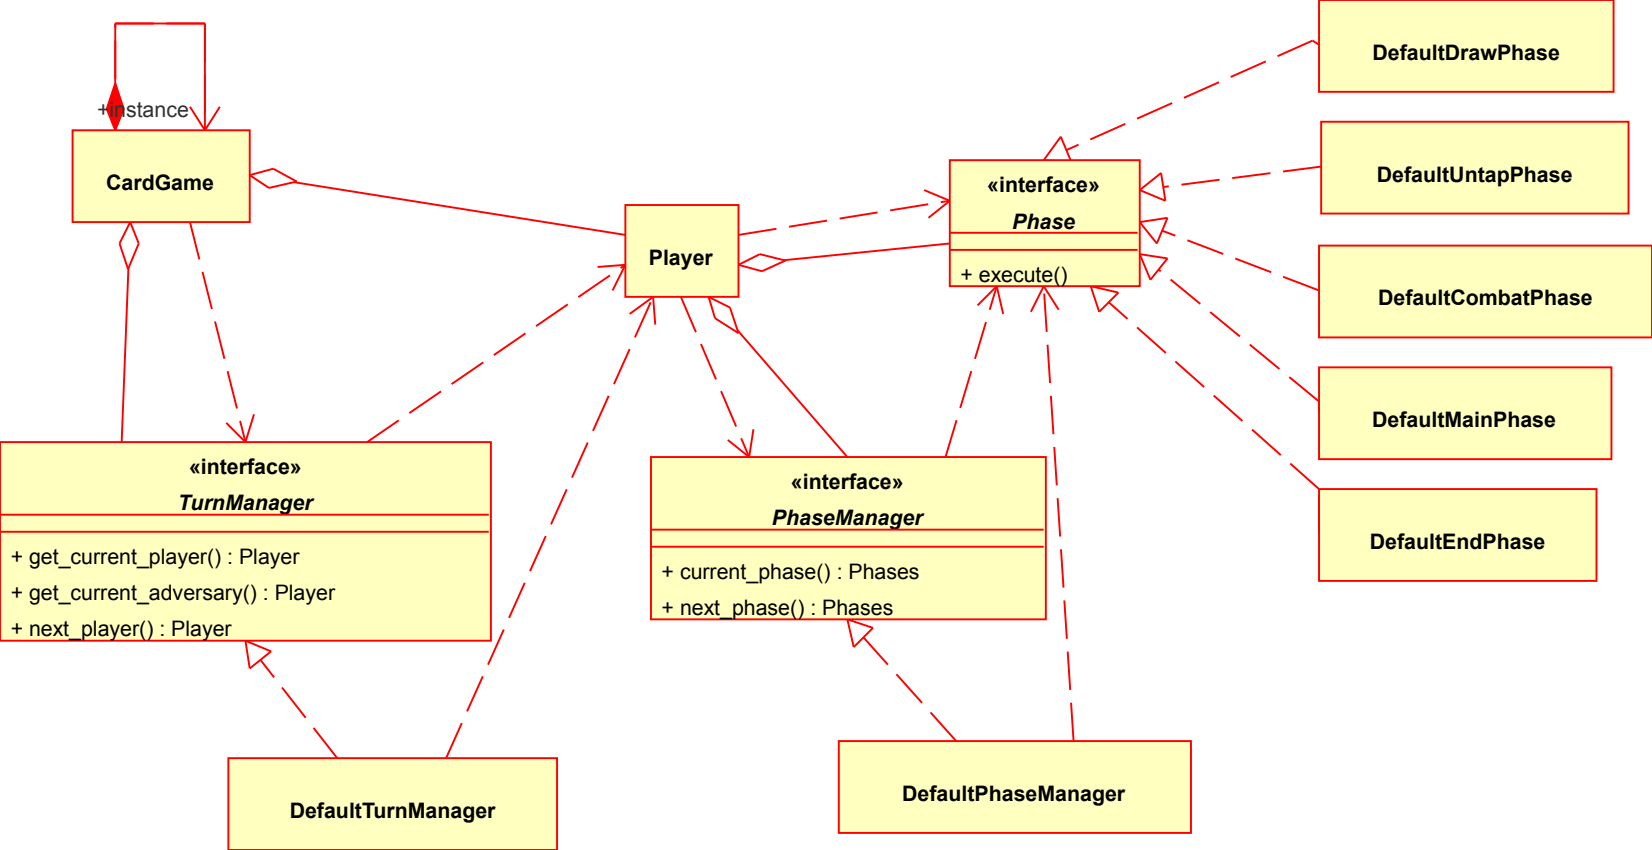 +instance
CardGame
Player
«interface»
Phase
+ execute()
DefaultDrawPhase
DefaultUntapPhase
DefaultCombatPhase
DefaultMainPhase
DefaultEndPhase
«interface»
TurnManager
+ get_current_player() : Player
+ get_current_adversary() : Player
+ next_player() : Player
«interface»
PhaseManager
+ current_phase() : Phases
+ next_phase() : Phases
DefaultTurnManager
DefaultPhaseManager